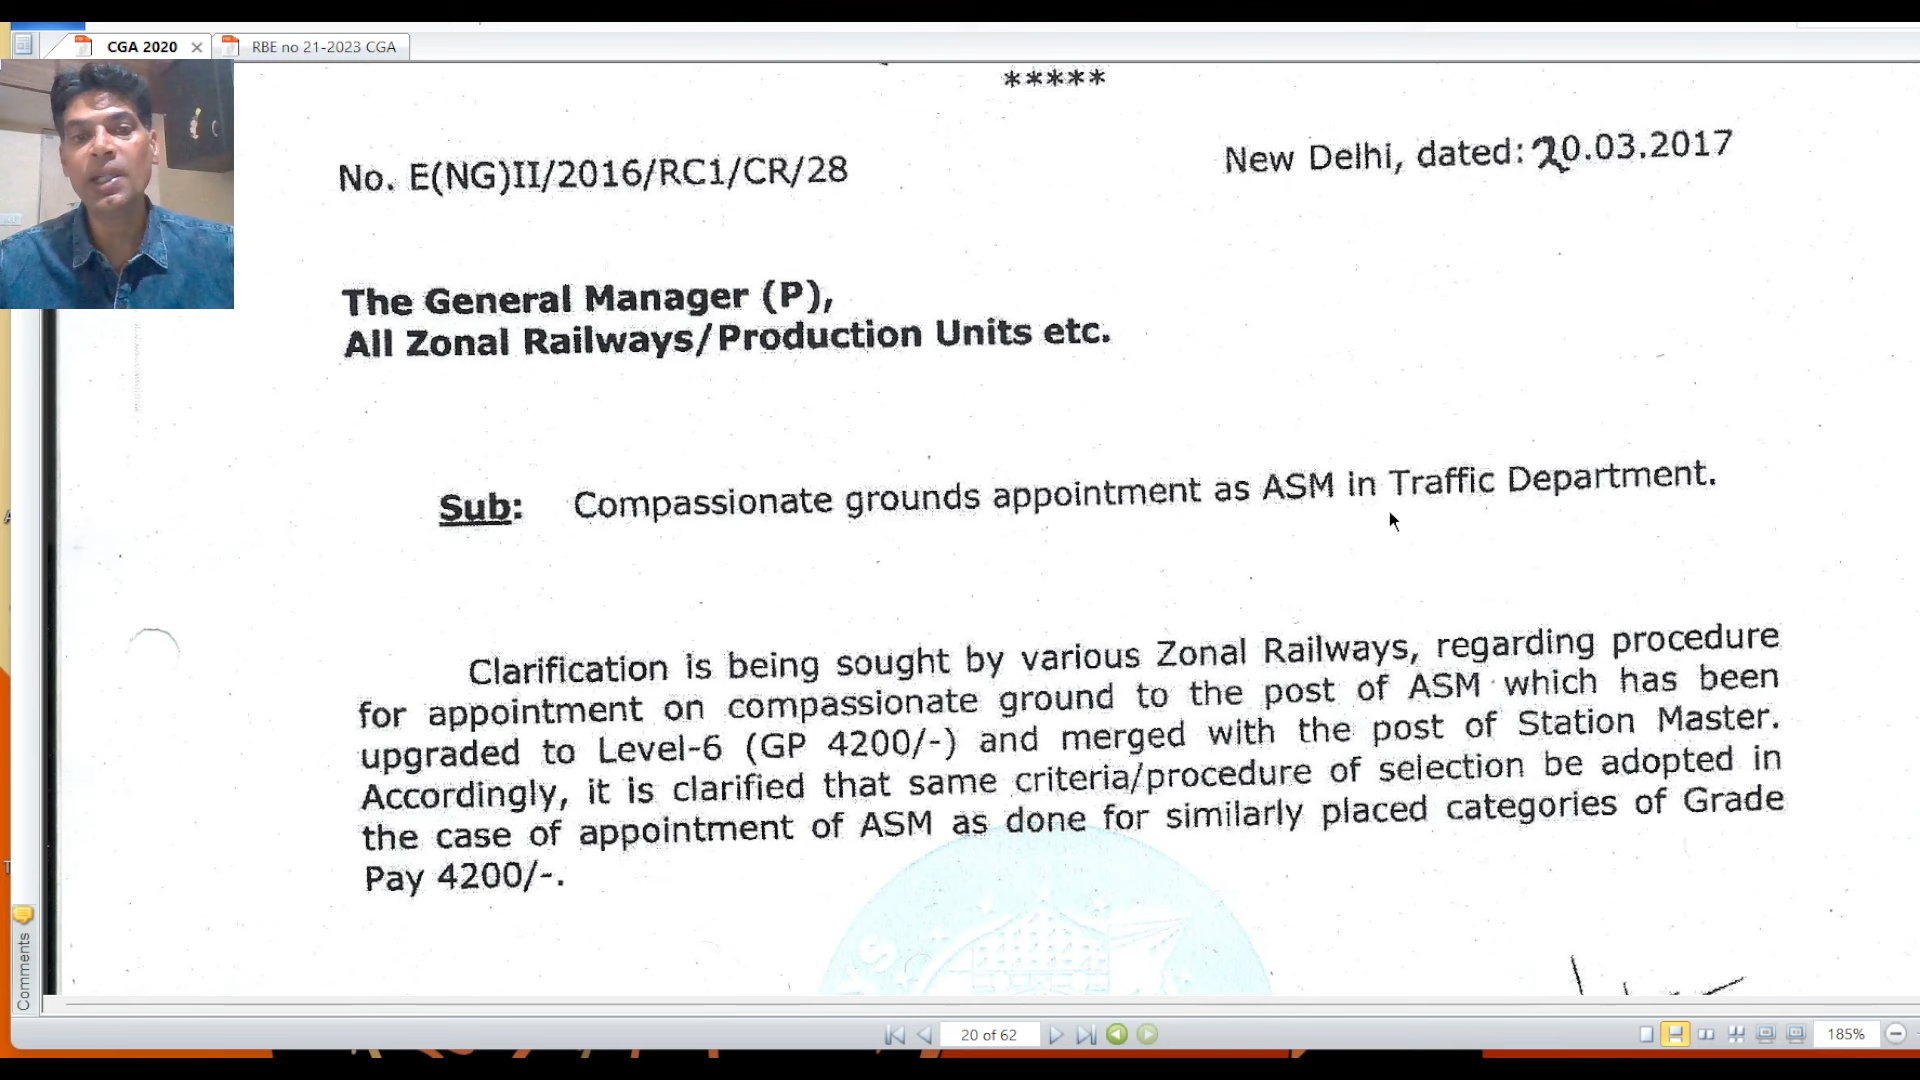 CGA 2020
RBE no 21-2023 CGA
*****
No. E(NG)II/2016/RC1/CR/28
New Delhi, dated: 20.03.2017
The General Manager (P),
All Zonal Railways/Production Units etc.
Sub: Compassionate grounds appointment as ASM in Traffic Department.
Clarification is being sought by various Zonal Railways, regarding procedure
for appointment on compassionate ground to the post of ASM which has been
upgraded to Level-6 (GP 4200/-) and merged with the post of Station Master.
Accordingly, it is clarified that same criteria/procedure of selection be adopted in
the case of appointment of ASM as done for similarly placed categories of Grade
Pay 4200/-.
Comments
20 of 62
185%